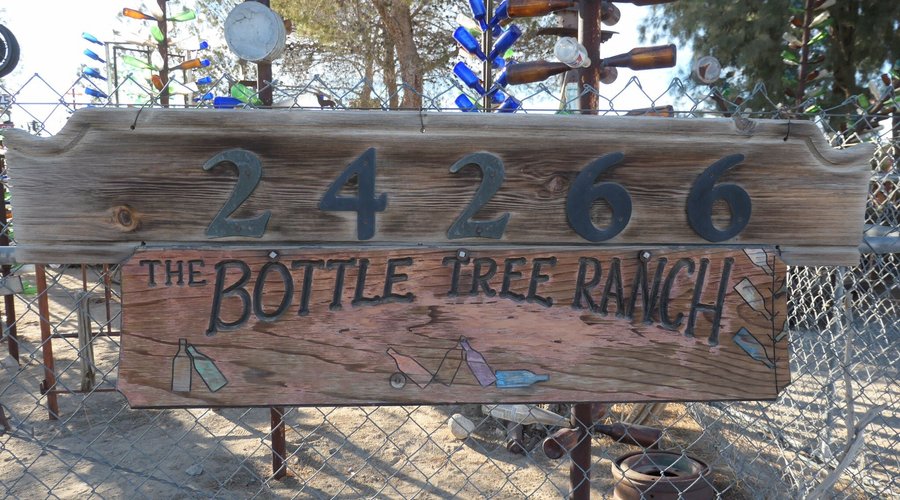 24266
THE BOTTLE TREE RANCH